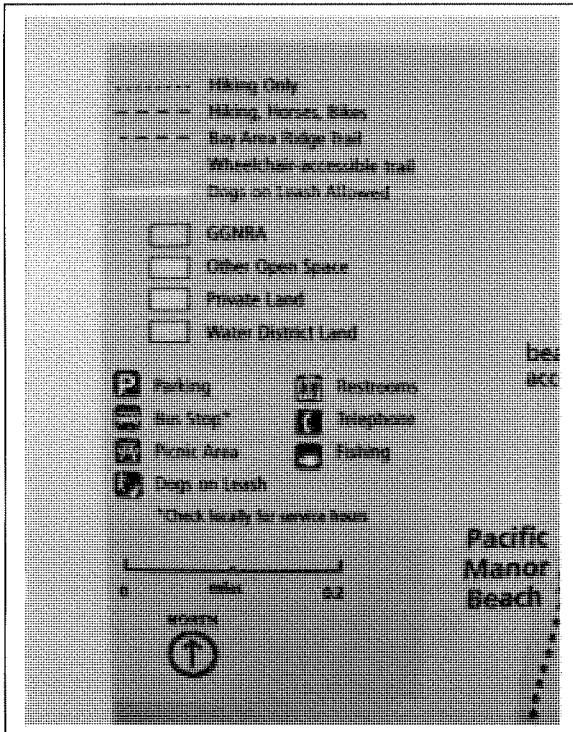 Hiking Only
Hiking, Horses, Bikes
Bay Area Ridge Trail
Wheelchair-accessible trail
Dogs on Leash Allowed
GGNRA
Other Open Space
Private Land
Water District Land
bea
acc
P Parking
Restrooms
Bus Stop*
Telephone
Picnic Area
Fishing
Dogs on Leash
*Check locally for service hours
0 miles 0.2
NORTH
Pacific
Manor
Beach